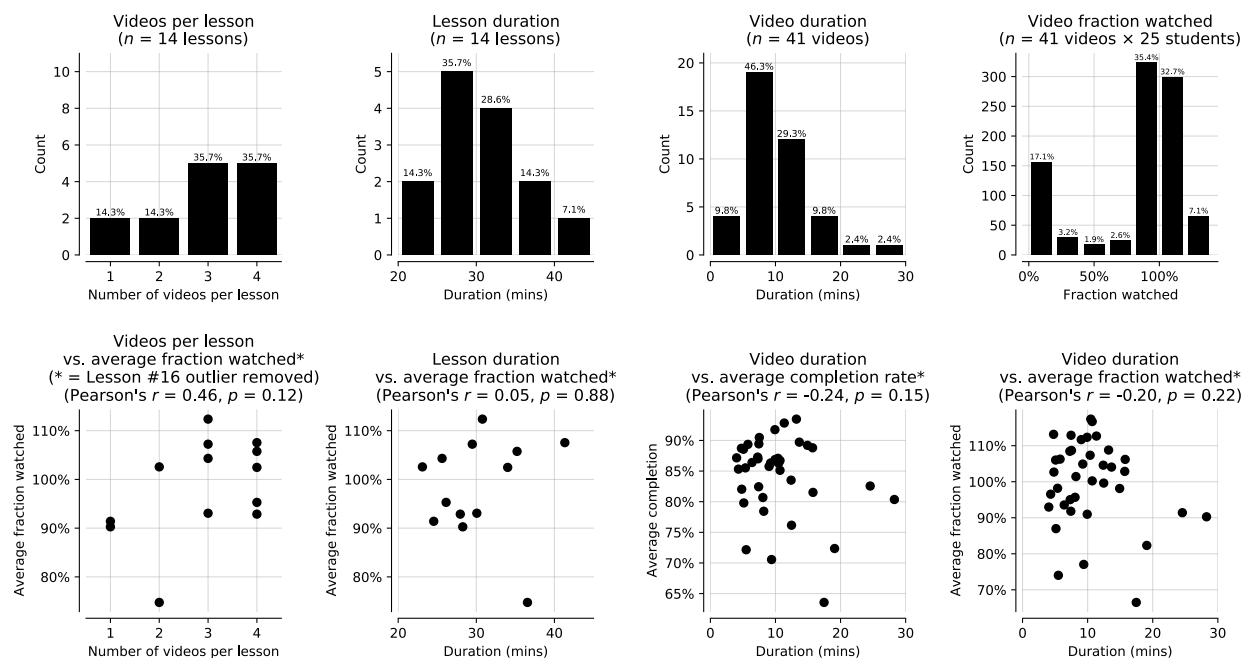 Videos per lesson
(n = 14 lessons)
10
8
6
4
2
0
Count
14.3%
14.3%
35.7%
35.7%
1 2 3 4
Number of videos per lesson
Lesson duration
(n = 14 lessons)
5
4
3
2
1
0
Count
14.3%
35.7%
28.6%
14.3%
7.1%
20 30 40
Duration (mins)
Video duration
(n = 41 videos)
20
15
10
5
0
Count
9.8%
46.3%
29.3%
9.8%
2.4%
2.4%
0 10 20 30
Duration (mins)
Video fraction watched
(n = 41 videos × 25 students)
300
250
200
150
100
50
0
Count
17.1%
3.2%
1.9%
2.6%
35.4%
32.7%
7.1%
0% 50% 100%
Fraction watched
Videos per lesson
vs. average fraction watched*
(* = Lesson #16 outlier removed)
(Pearson's r = 0.46, p = 0.12)
110%
100%
90%
80%
Average fraction watched
1 2 3 4
Number of videos per lesson
Lesson duration
vs. average fraction watched*
(Pearson's r = 0.05, p = 0.88)
110%
100%
90%
80%
Average fraction watched
20 30 40
Duration (mins)
Video duration
vs. average completion rate*
(Pearson's r = -0.24, p = 0.15)
90%
85%
80%
75%
70%
65%
Average completion
0 10 20 30
Duration (mins)
Video duration
vs. average fraction watched*
(Pearson's r = -0.20, p = 0.22)
110%
100%
90%
80%
70%
Average fraction watched
0 10 20 30
Duration (mins)